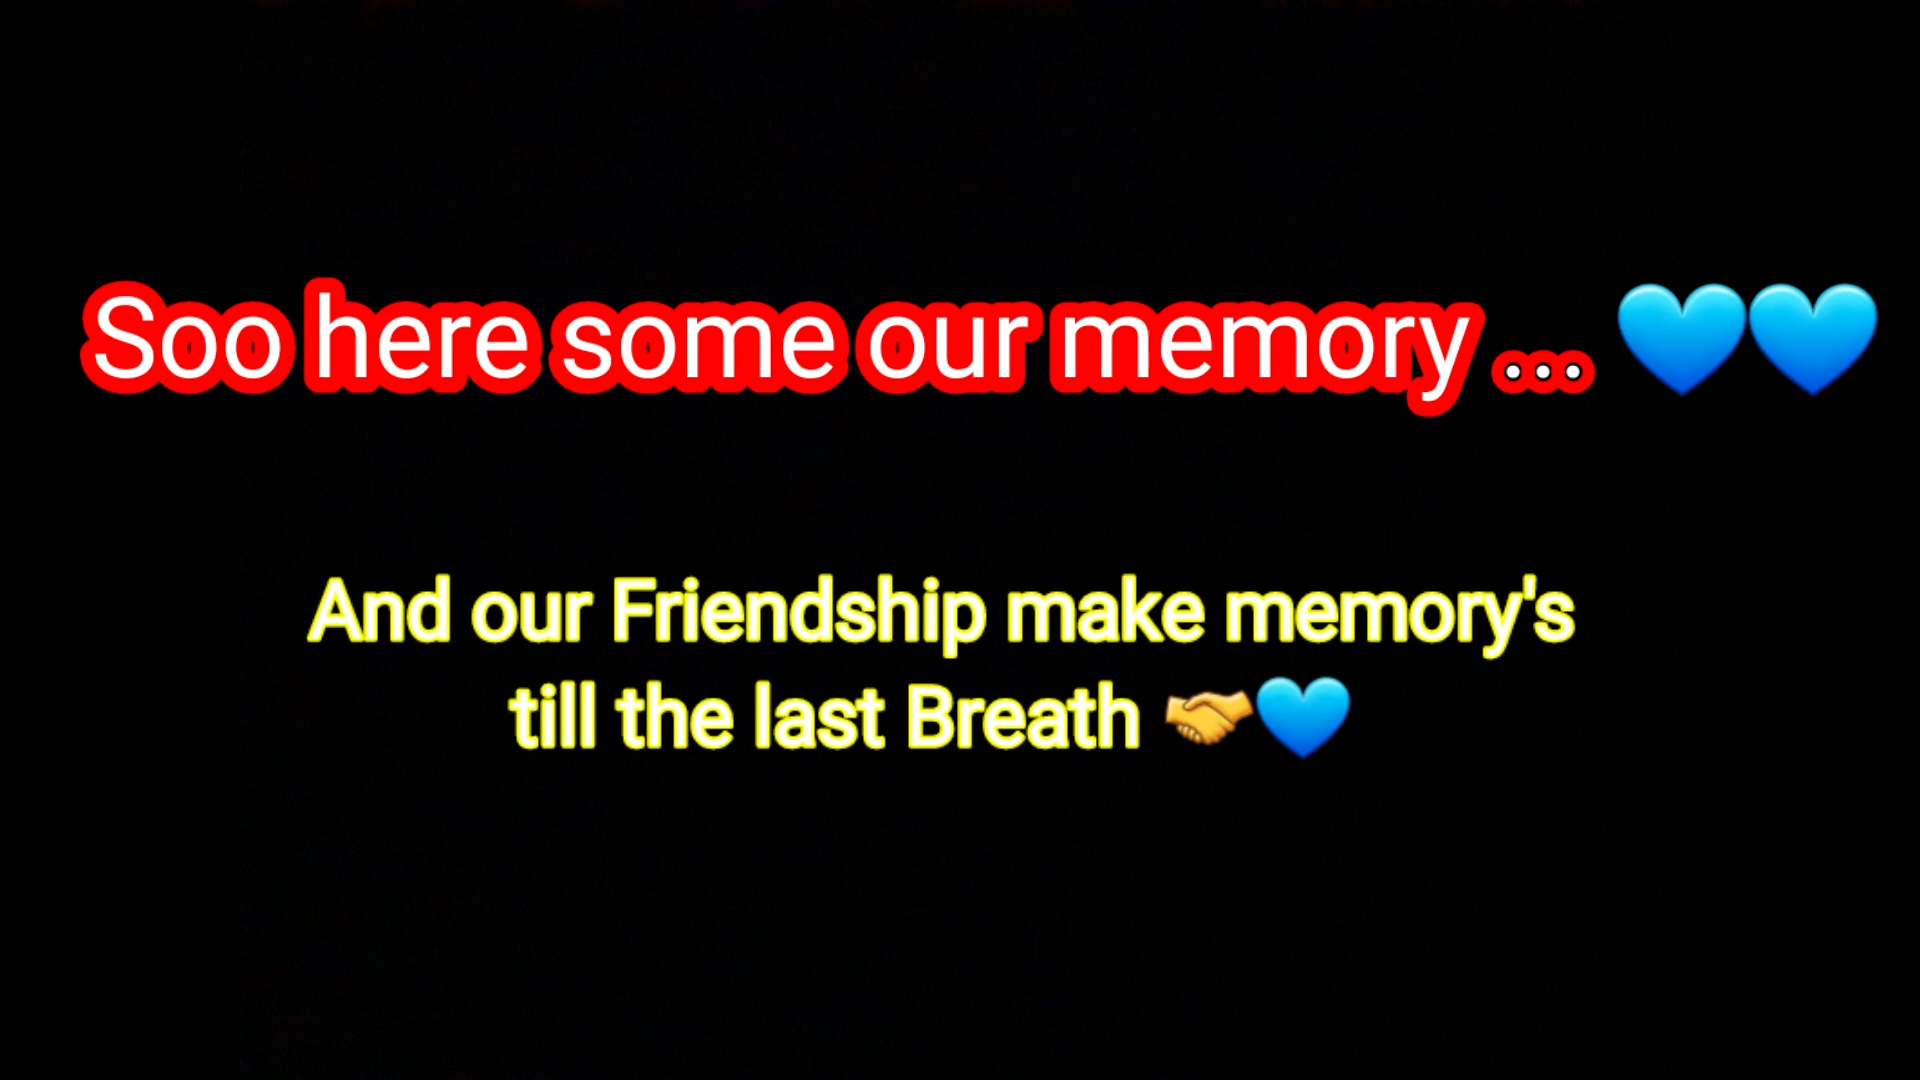 Soo here some our memory ... 💙💙
And our Friendship make memory's
till the last Breath 🤝💙